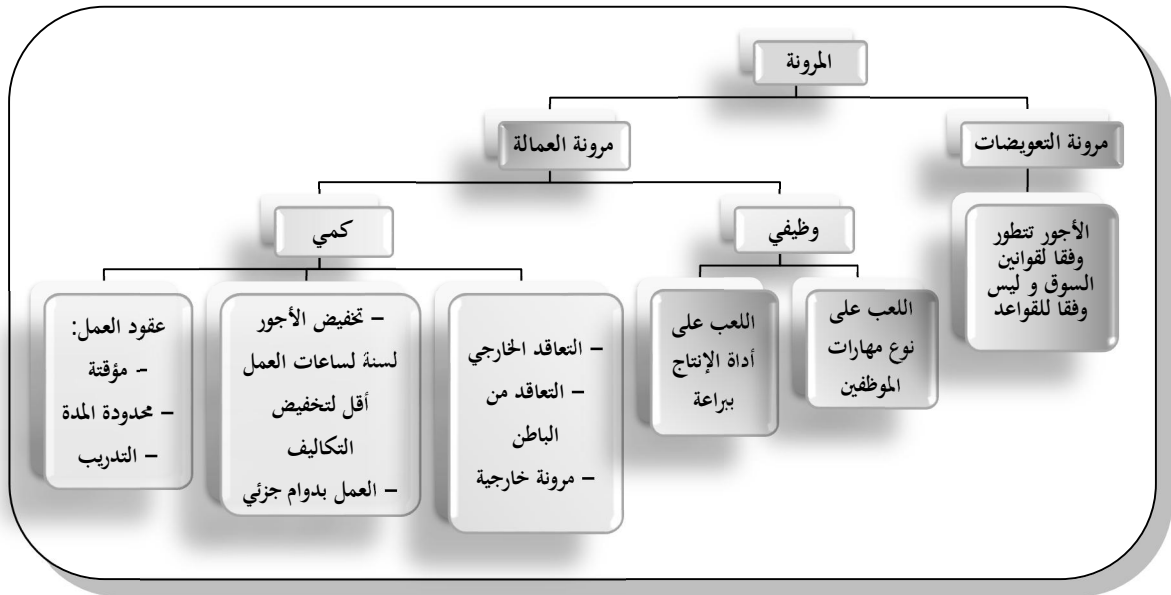 المرونة
مرونة التعويضات
مرونة العمالة
الأجور تتطور
وفقا لقوانين
السوق و ليس
وفقا للقواعد
وظيفي
كمي
اللعب على
نوع مهارات
الموظفين
اللعب على
أداة الإنتاج
ببراعة
– التعاقد الخارجي
– التعاقد من
الباطن
– مرونة خارجية
– تخفيض الأجور
لسنة لساعات العمل
أقل لتخفيض
التكاليف
– العمل بدوام جزئي
عقود العمل:
- مؤقتة
– محدودة المدة
– التدريب